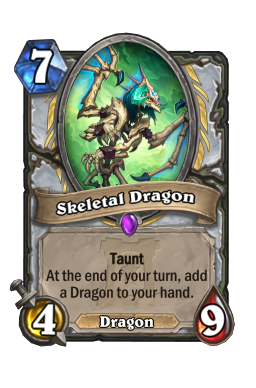 7
Skeletal Dragon
Taunt
At the end of your turn, add
a Dragon to your hand.
4
Dragon
9